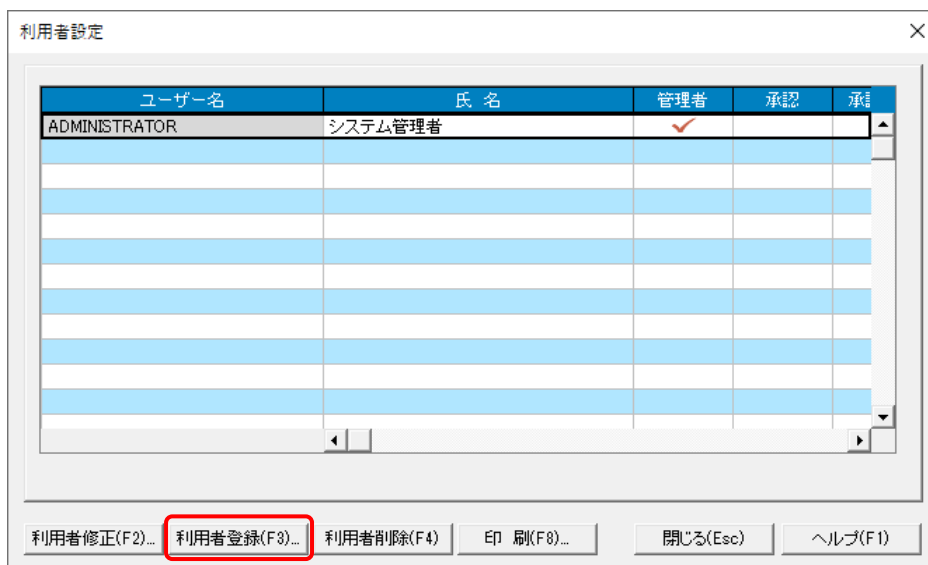 利用者設定
ユーザー名 氏 名 管理者 承認 承
ADMINISTRATOR システム管理者
利用者修正(F2)... 利用者登録(F3)... 利用者削除(F4) 印 刷(F8)... 閉じる(Esc) ヘルプ(F1)